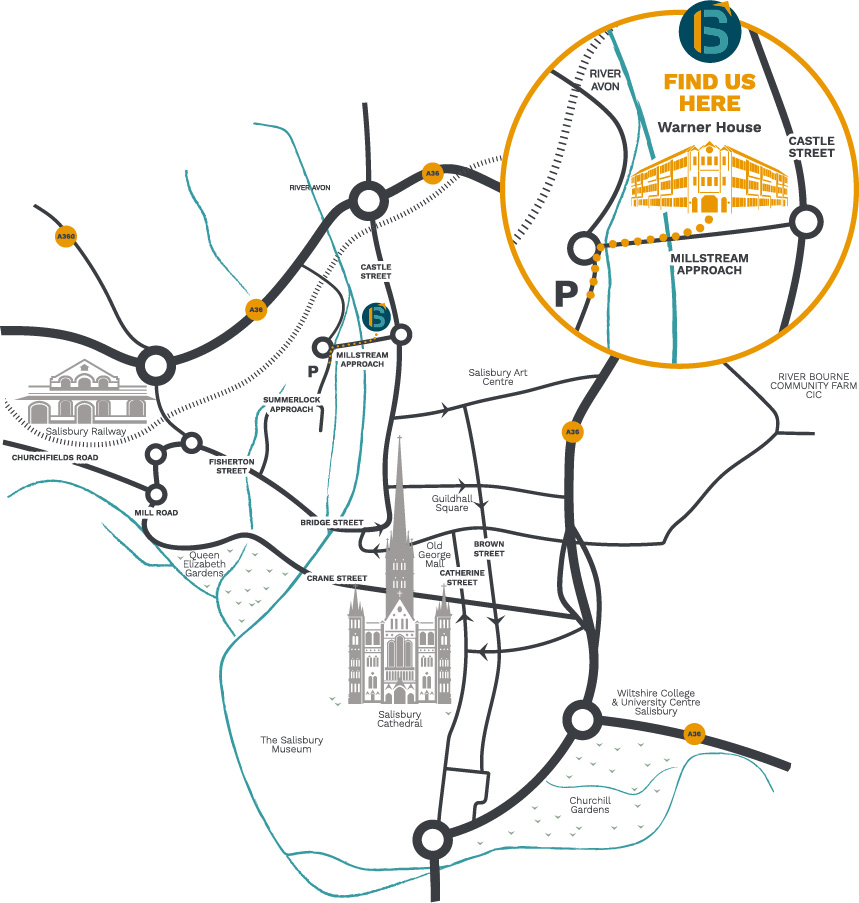 S
FIND US
HERE
Warner House
RIVER
AVON
CASTLE
STREET
MILLSTREAM
APPROACH
P
RIVER AVON
A36
A360
A36
CASTLE
STREET
S
MILLSTREAM
APPROACH
P
SUMMERLOCK
APPROACH
Salisbury Art
Centre
RIVER BOURNE
COMMUNITY FARM
CIC
Salisbury Railway
A36
CHURCHFIELDS ROAD
FISHERTON
STREET
MILL ROAD
BRIDGE STREET
Guildhall
Square
Queen
Elizabeth
Gardens
Old
George
Mall
BROWN
STREET
CRANE STREET
CATHERINE
STREET
Salisbury
Cathedral
Wiltshire College
& University Centre
Salisbury
A36
The Salisbury
Museum
Churchill
Gardens